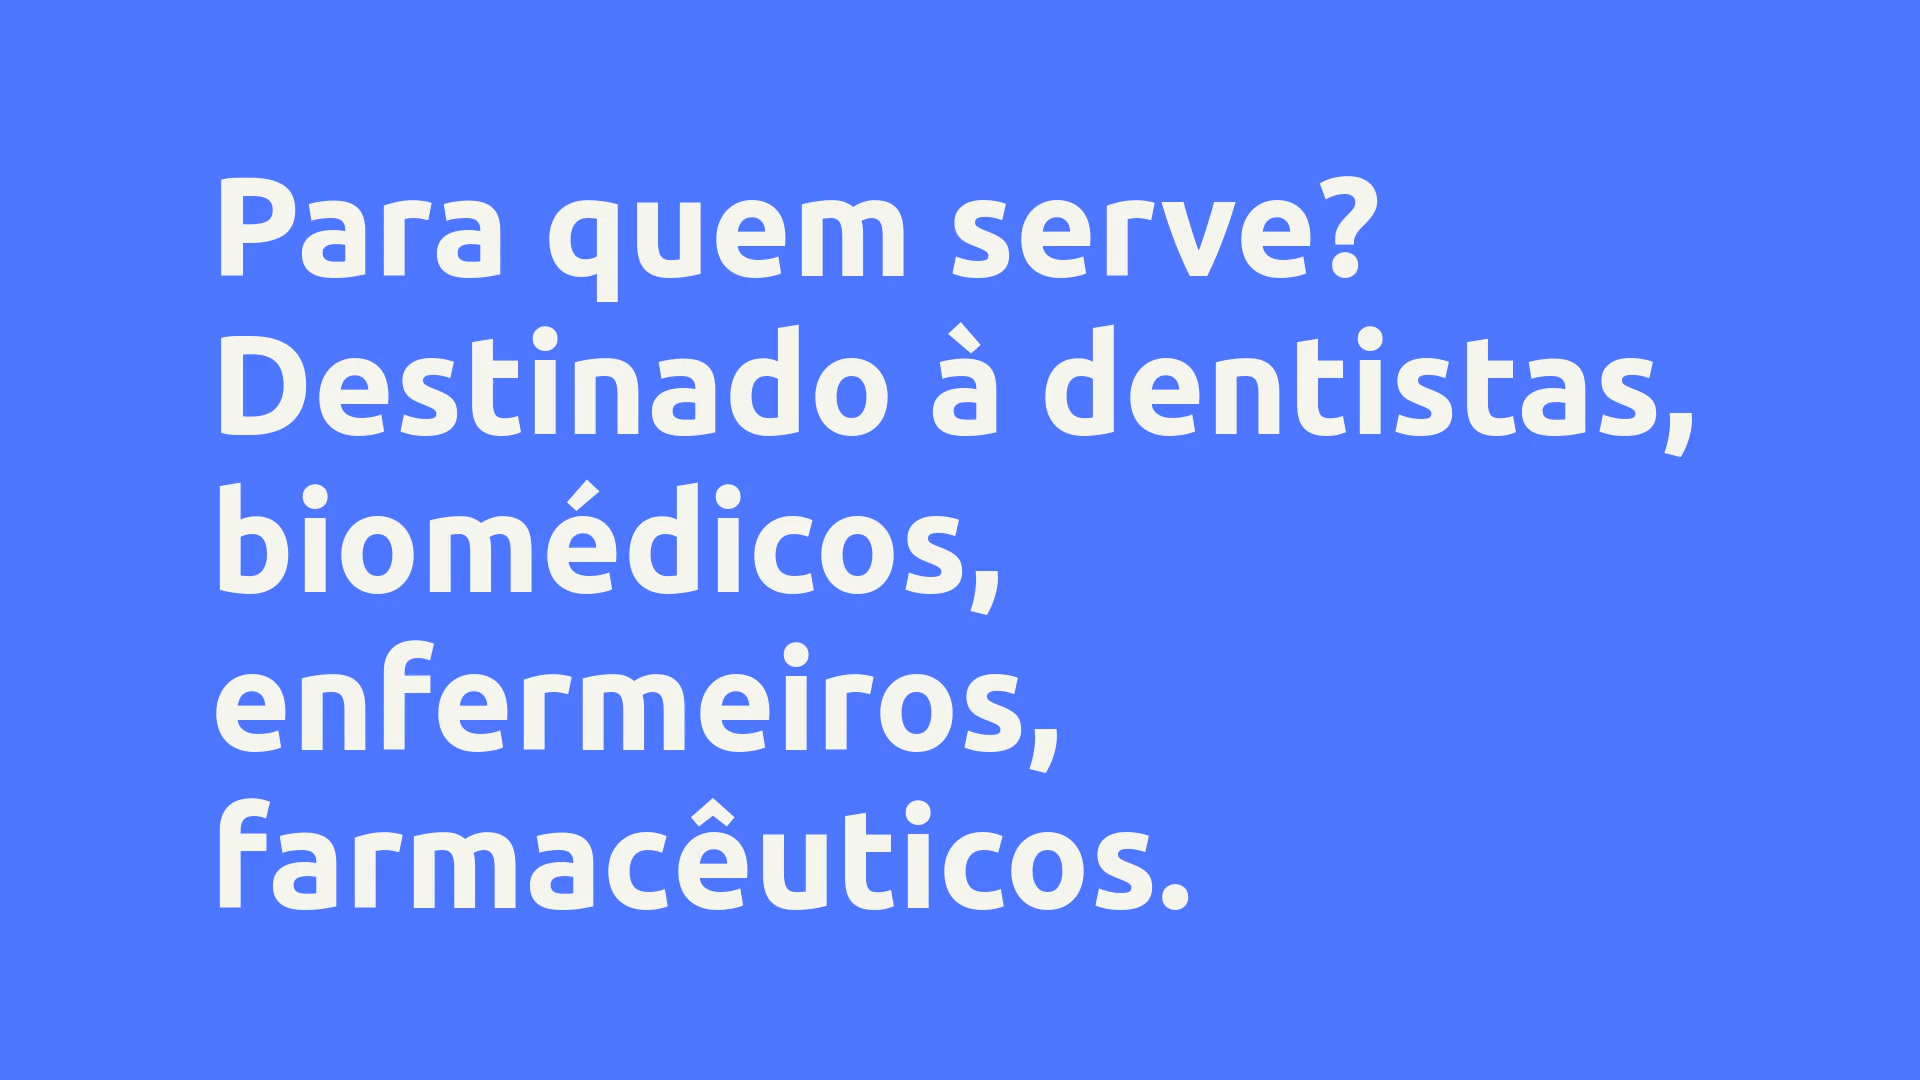 Para quem serve?
Destinado à dentistas,
biomédicos,
enfermeiros,
farmacêuticos.